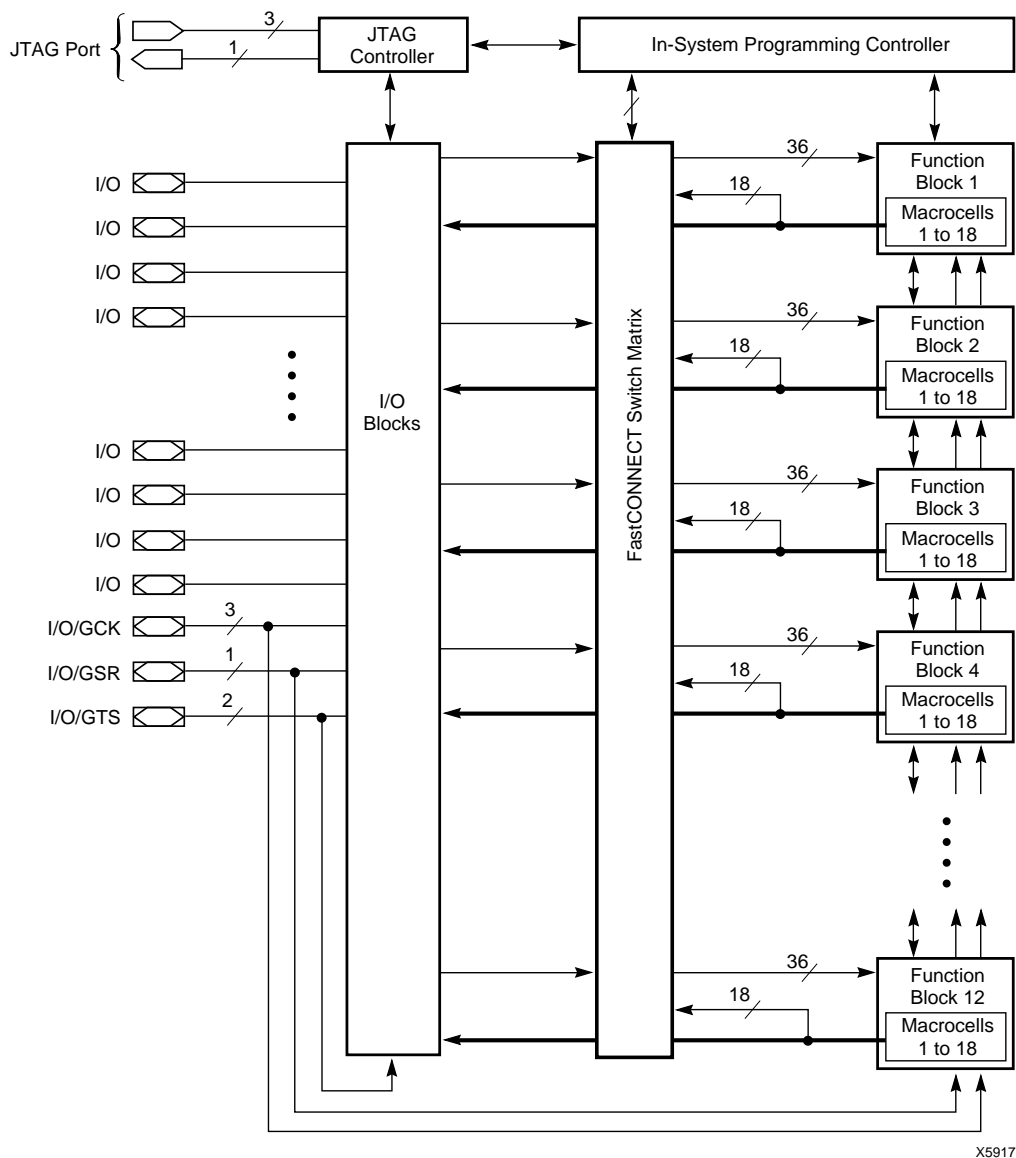 JTAG Port
3
1
JTAG
Controller
In-System Programming Controller
I/O
I/O
I/O
I/O
I/O
I/O
I/O
I/O
I/O/GCK
3
I/O/GSR
1
I/O/GTS
2
I/O
Blocks
FastCONNECT Switch Matrix
36
18
Function
Block 1
Macrocells
1 to 18
36
18
Function
Block 2
Macrocells
1 to 18
36
18
Function
Block 3
Macrocells
1 to 18
36
18
Function
Block 4
Macrocells
1 to 18
36
18
Function
Block 12
Macrocells
1 to 18
X5917